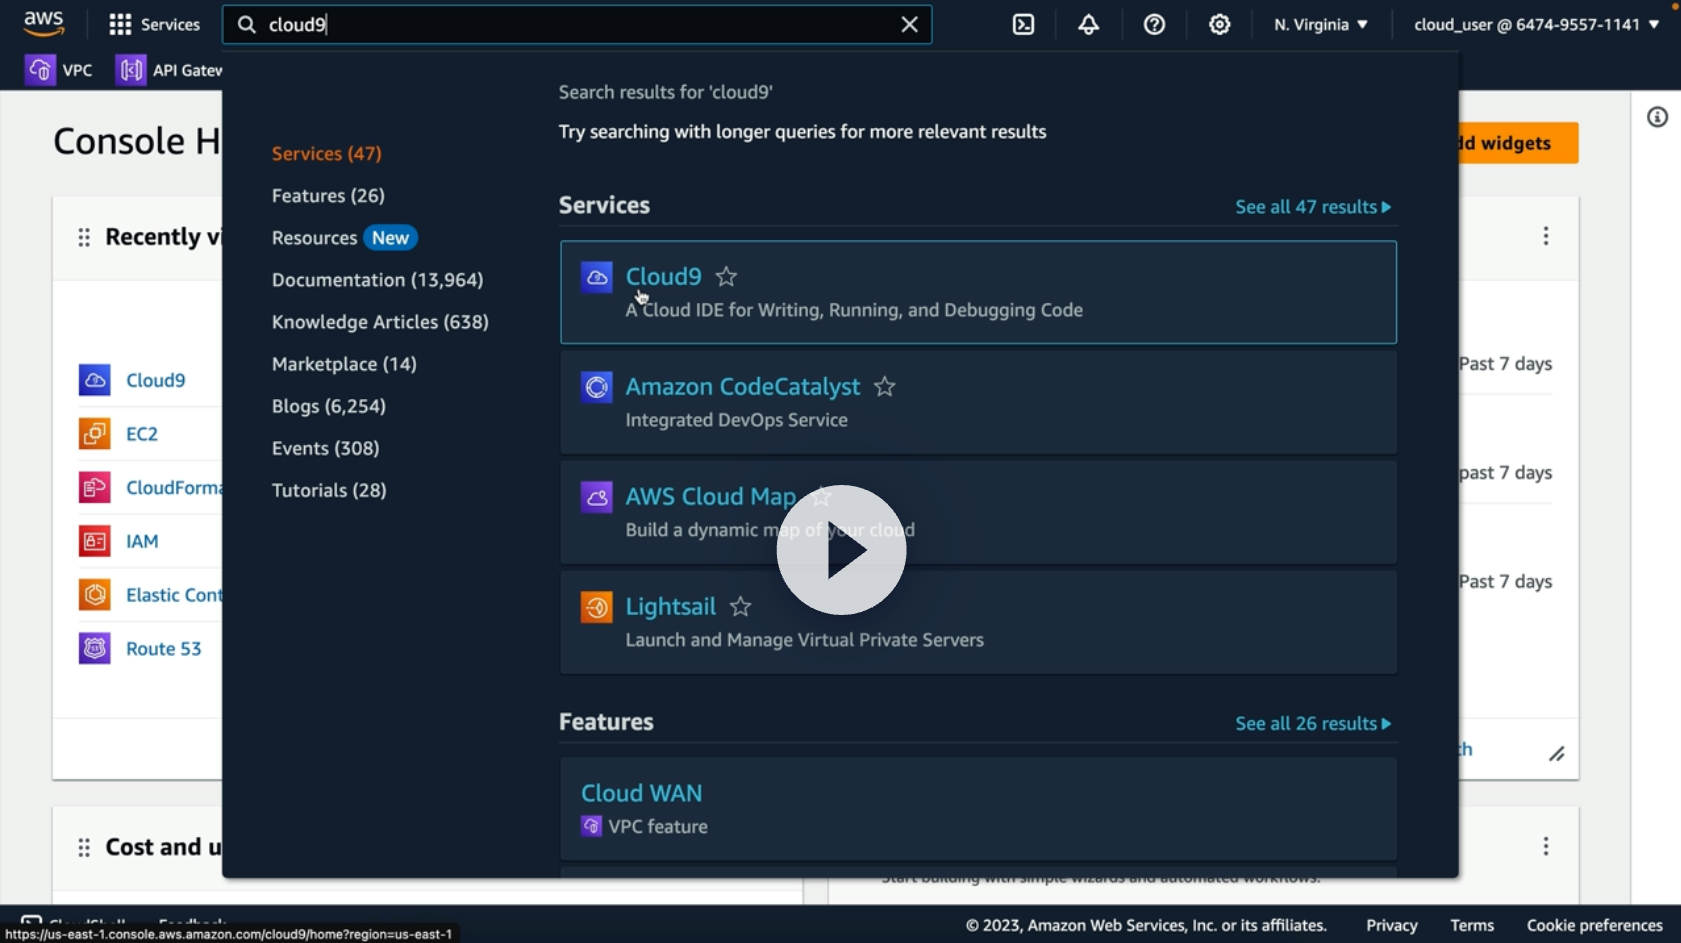 aws
Services
cloud9
N. Virginia
cloud_user @ 6474-9557-1141
VPC
API Gatew
Search results for 'cloud9'
Try searching with longer queries for more relevant results
Console H
dd widgets
Services (47)
Features (26)
Resources New
Documentation (13,964)
Knowledge Articles (638)
Marketplace (14)
Blogs (6,254)
Events (308)
Tutorials (28)
Services
See all 47 results
Cloud9
A Cloud IDE for Writing, Running, and Debugging Code
Amazon CodeCatalyst
Integrated DevOps Service
AWS Cloud Map
Build a dynamic map of your cloud
Lightsail
Launch and Manage Virtual Private Servers
Features
See all 26 results
Cloud WAN
VPC feature
Recently vi
Cloud9
EC2
CloudForma
IAM
Elastic Cont
Route 53
Past 7 days
past 7 days
Past 7 days
th
Cost and u
Start building with simple wizards and automated workflows.
CloudShell
Feedback
https://us-east-1.console.aws.amazon.com/cloud9/home?region=us-east-1
© 2023, Amazon Web Services, Inc. or its affiliates.
Privacy
Terms
Cookie preferences